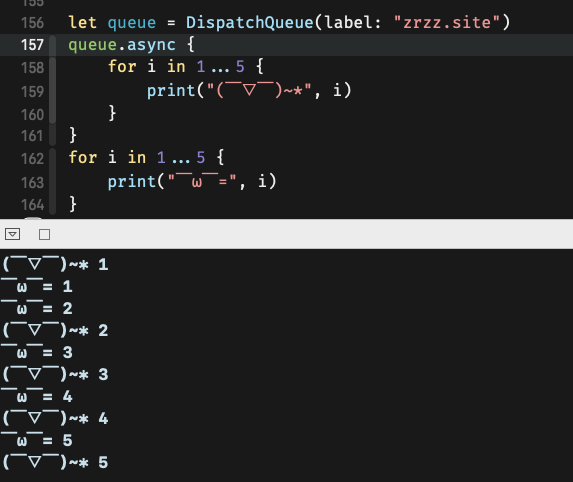 155
156 let queue = DispatchQueue(label: "zrzz.site")
157 queue.async {
158     for i in 1...5 {
159         print("(￣▽￣)~*", i)
160     }
161 }
162 for i in 1...5 {
163     print("￣ω￣=", i)
164 }
(￣▽￣)~* 1
￣ω￣= 1
￣ω￣= 2
(￣▽￣)~* 2
￣ω￣= 3
(￣▽￣)~* 3
￣ω￣= 4
(￣▽￣)~* 4
￣ω￣= 5
(￣▽￣)~* 5